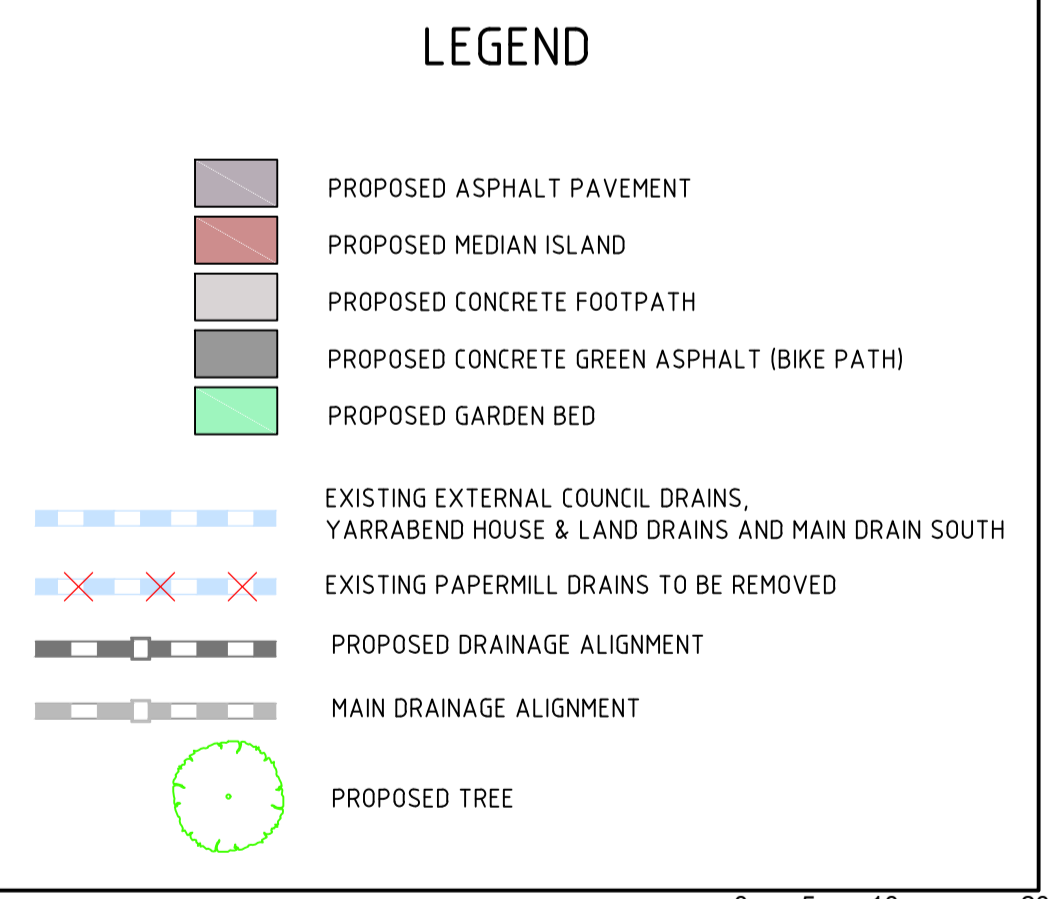 LEGEND
PROPOSED ASPHALT PAVEMENT
PROPOSED MEDIAN ISLAND
PROPOSED CONCRETE FOOTPATH
PROPOSED CONCRETE GREEN ASPHALT (BIKE PATH)
PROPOSED GARDEN BED
EXISTING EXTERNAL COUNCIL DRAINS,
YARRABEND HOUSE & LAND DRAINS AND MAIN DRAIN SOUTH
EXISTING PAPERMILL DRAINS TO BE REMOVED
PROPOSED DRAINAGE ALIGNMENT
MAIN DRAINAGE ALIGNMENT
PROPOSED TREE